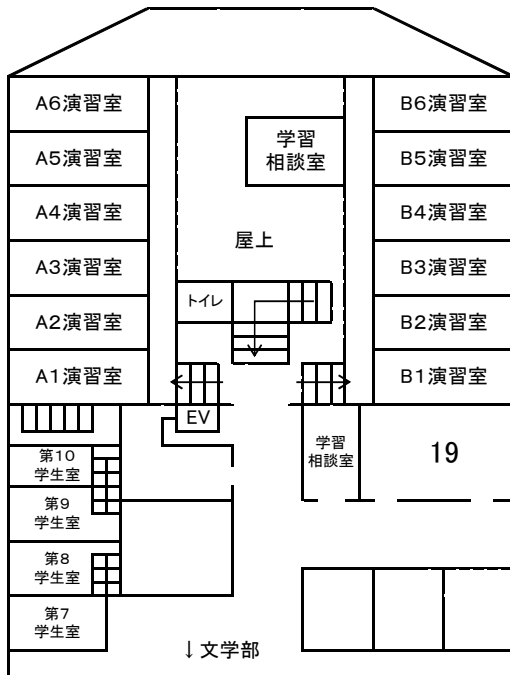 A6演習室
B6演習室
A5演習室
学習
相談室
B5演習室
A4演習室
B4演習室
屋上
A3演習室
B3演習室
トイレ
A2演習室
B2演習室
A1演習室
B1演習室
EV
学習
相談室
19
第10
学生室
第9
学生室
第8
学生室
第7
学生室
↓文学部